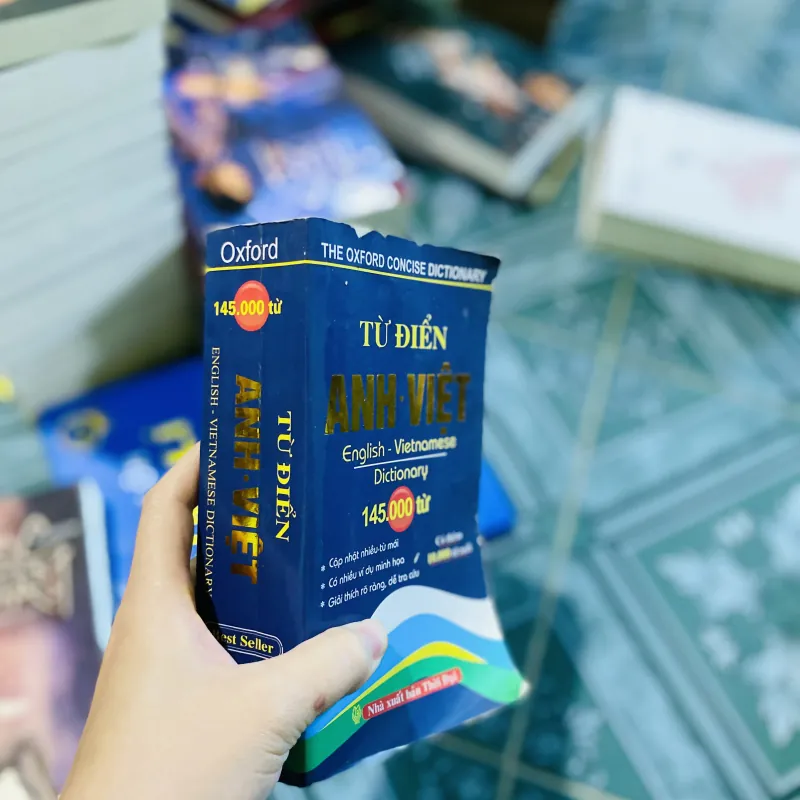 Oxford
145.000 từ
ENGLISH - VIETNAMESE DICTIONARY
ANH·VIỆT
TỪ ĐIỂN
est Seller
THE OXFORD CONCISE DICTIONARY
TỪ ĐIỂN
ANH·VIỆT
English - Vietnamese
Dictionary
145.000 từ
* Cập nhật nhiều từ mới
* Có nhiều ví dụ minh họa
* Giải thích rõ ràng, dễ tra cứu
Nhà xuất bản Thời Đại